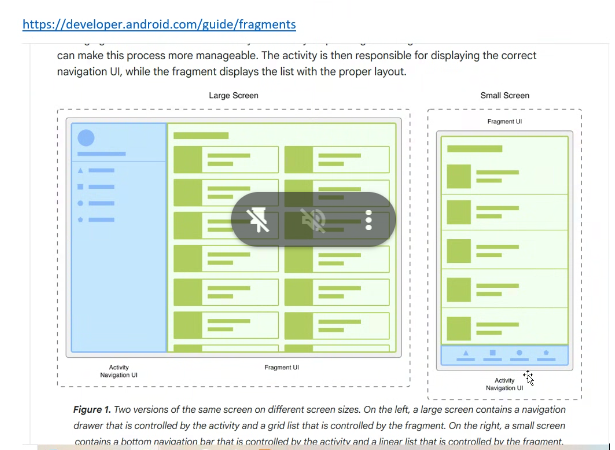 https://developer.android.com/guide/fragments
can make this process more manageable. The activity is then responsible for displaying the correct
navigation UI, while the fragment displays the list with the proper layout.
Large Screen
Small Screen
Fragment UI
Activity
Navigation UI
Fragment UI
Activity
Navigation UI
Figure 1. Two versions of the same screen on different screen sizes. On the left, a large screen contains a navigation
drawer that is controlled by the activity and a grid list that is controlled by the fragment. On the right, a small screen
contains a bottom navigation bar that is controlled by the activity and a linear list that is controlled by the fragment.